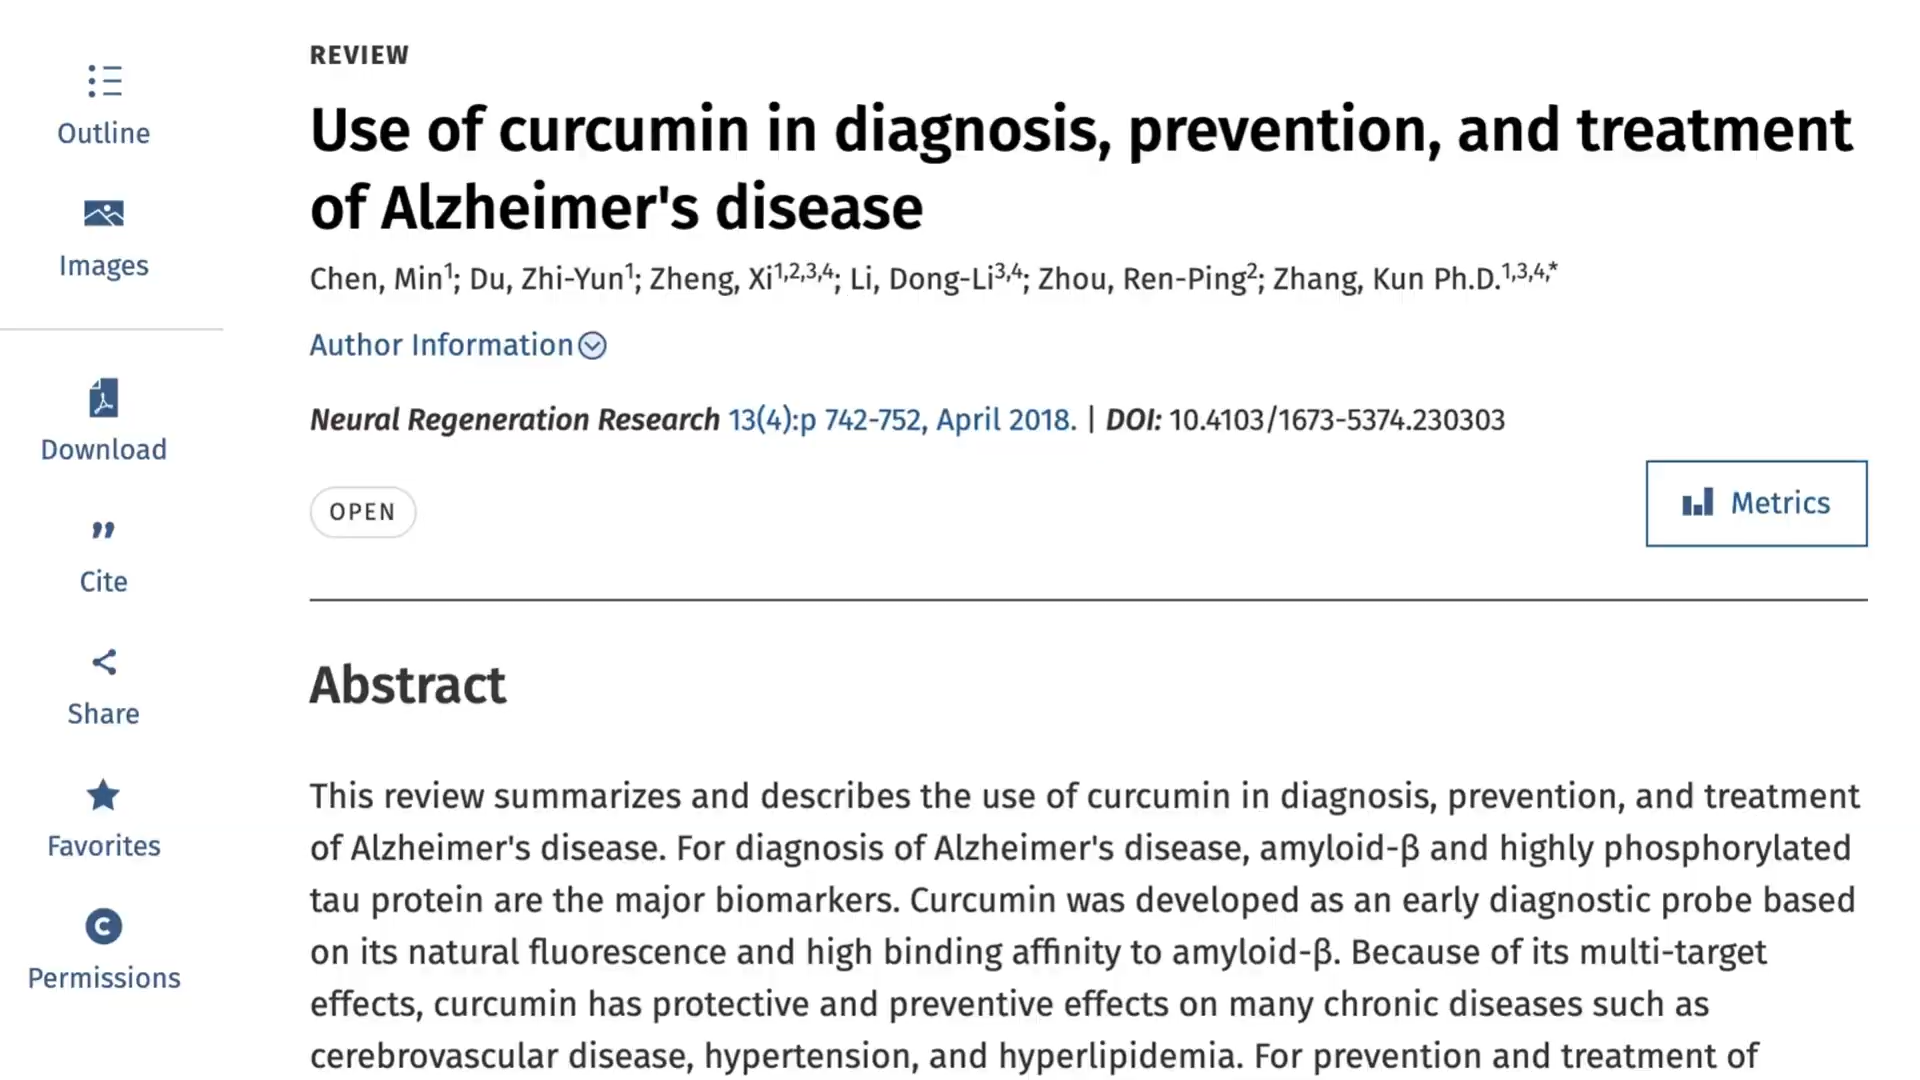 Outline
Images
Download
Cite
Share
Favorites
Permissions
REVIEW
Use of curcumin in diagnosis, prevention, and treatment
of Alzheimer's disease
Chen, Min1; Du, Zhi-Yun1; Zheng, Xi1,2,3,4; Li, Dong-Li3,4; Zhou, Ren-Ping2; Zhang, Kun Ph.D.1,3,4,*
Author Information
Neural Regeneration Research 13(4):p 742-752, April 2018. | DOI: 10.4103/1673-5374.230303
OPEN
Metrics
Abstract
This review summarizes and describes the use of curcumin in diagnosis, prevention, and treatment
of Alzheimer's disease. For diagnosis of Alzheimer's disease, amyloid-β and highly phosphorylated
tau protein are the major biomarkers. Curcumin was developed as an early diagnostic probe based
on its natural fluorescence and high binding affinity to amyloid-β. Because of its multi-target
effects, curcumin has protective and preventive effects on many chronic diseases such as
cerebrovascular disease, hypertension, and hyperlipidemia. For prevention and treatment of